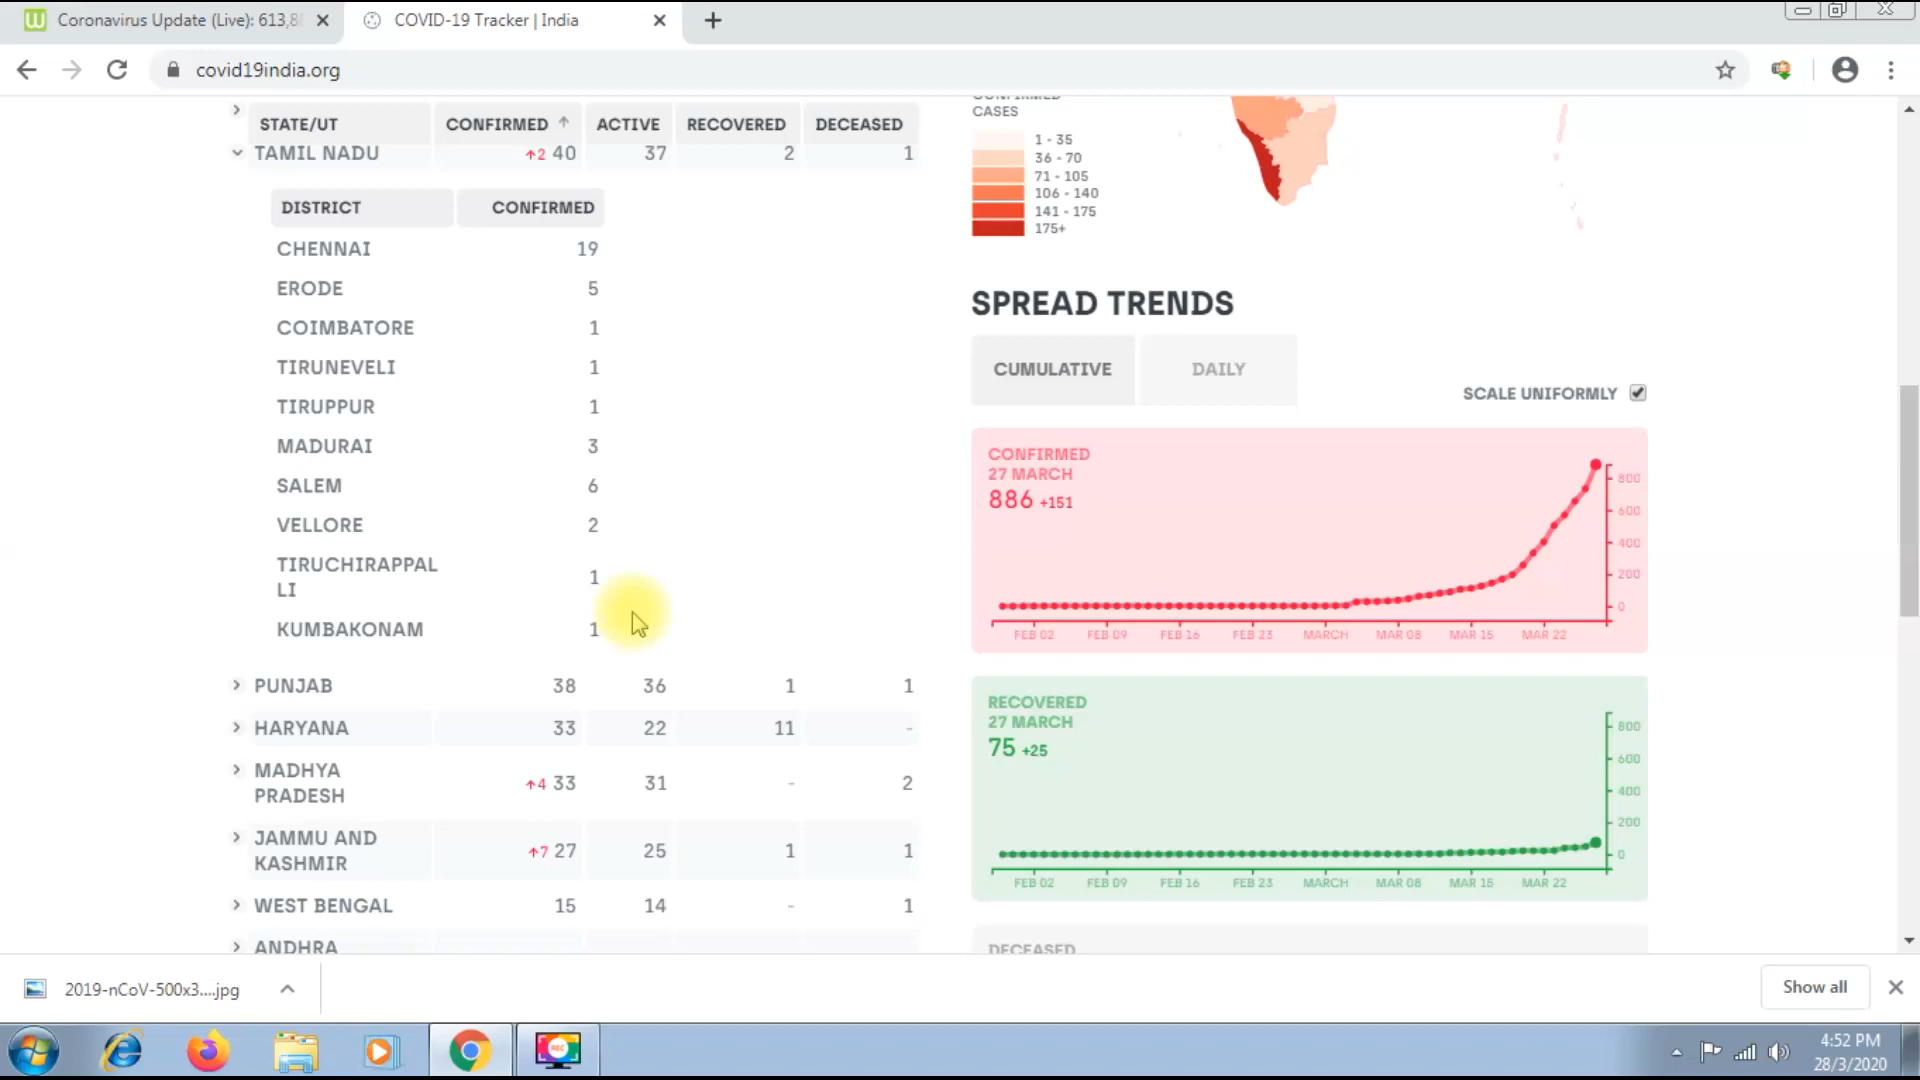 Coronavirus Update (Live): 613,8
COVID-19 Tracker | India
covid19india.org
STATE/UT CONFIRMED ↑ ACTIVE RECOVERED DECEASED
TAMIL NADU ↑2 40 37 2 1
DISTRICT CONFIRMED
CHENNAI 19
ERODE 5
COIMBATORE 1
TIRUNEVELI 1
TIRUPPUR 1
MADURAI 3
SALEM 6
VELLORE 2
TIRUCHIRAPPAL
LI 1
KUMBAKONAM 1
PUNJAB 38 36 1 1
HARYANA 33 22 11 -
MADHYA
PRADESH ↑4 33 31 - 2
JAMMU AND
KASHMIR ↑7 27 25 1 1
WEST BENGAL 15 14 - 1
ANDHRA
CONFIRMED
CASES
1 - 35
36 - 70
71 - 105
106 - 140
141 - 175
175+
SPREAD TRENDS
CUMULATIVE DAILY
SCALE UNIFORMLY
CONFIRMED
27 MARCH
886 +151
800
600
400
200
0
FEB 02 FEB 09 FEB 16 FEB 23 MARCH MAR 08 MAR 15 MAR 22
RECOVERED
27 MARCH
75 +25
800
600
400
200
0
FEB 02 FEB 09 FEB 16 FEB 23 MARCH MAR 08 MAR 15 MAR 22
DECEASED
2019-nCoV-500x3....jpg
Show all
REC
4:52 PM
28/3/2020